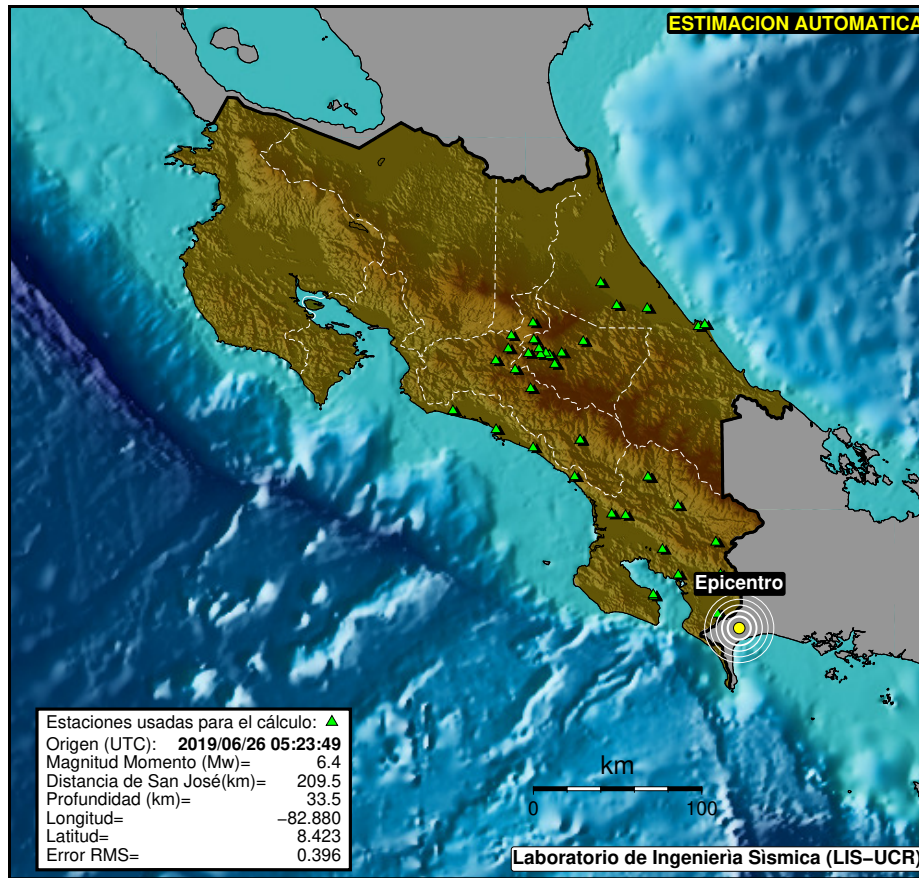 ESTIMACION AUTOMATICA
Epicentro
Estaciones usadas para el cálculo:
Origen (UTC): 2019/06/26 05:23:49
Magnitud Momento (Mw)= 6.4
Distancia de San José(km)= 209.5
Profundidad (km)= 33.5
Longitud= −82.880
Latitud= 8.423
Error RMS= 0.396
km
0 100
Laboratorio de Ingenierìa Sìsmica (LIS−UCR)